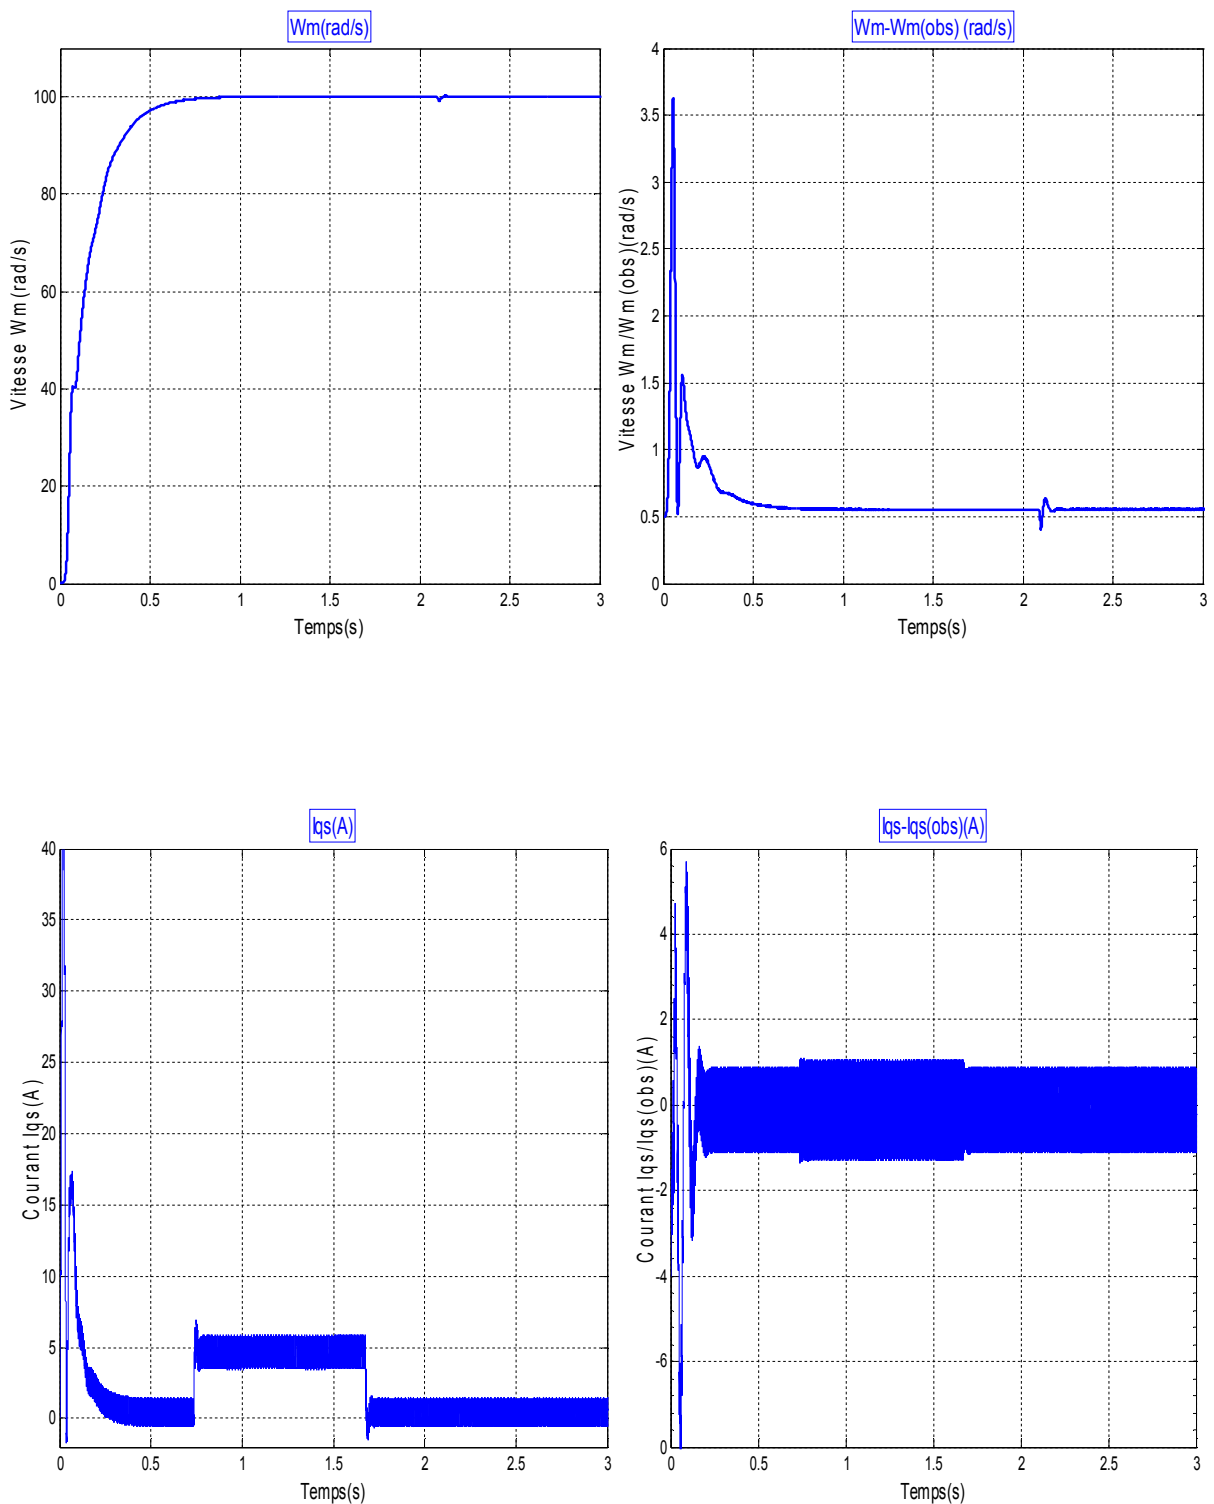 Wm(rad/s)
Vitesse Wm(rad/s)
100
80
60
40
20
0
0 0.5 1 1.5 2 2.5 3
Temps(s)
Wm-Wm(obs) (rad/s)
Vitesse Wm/Wm(obs)(rad/s)
4
3.5
3
2.5
2
1.5
1
0.5
0
0 0.5 1 1.5 2 2.5 3
Temps(s)
Iqs(A)
Courant Iqs(A)
40
35
30
25
20
15
10
5
0
0 0.5 1 1.5 2 2.5 3
Temps(s)
Iqs-Iqs(obs)(A)
Courant Iqs/Iqs(obs)(A)
6
4
2
0
-2
-4
-6
0
0 0.5 1 1.5 2 2.5 3
Temps(s)